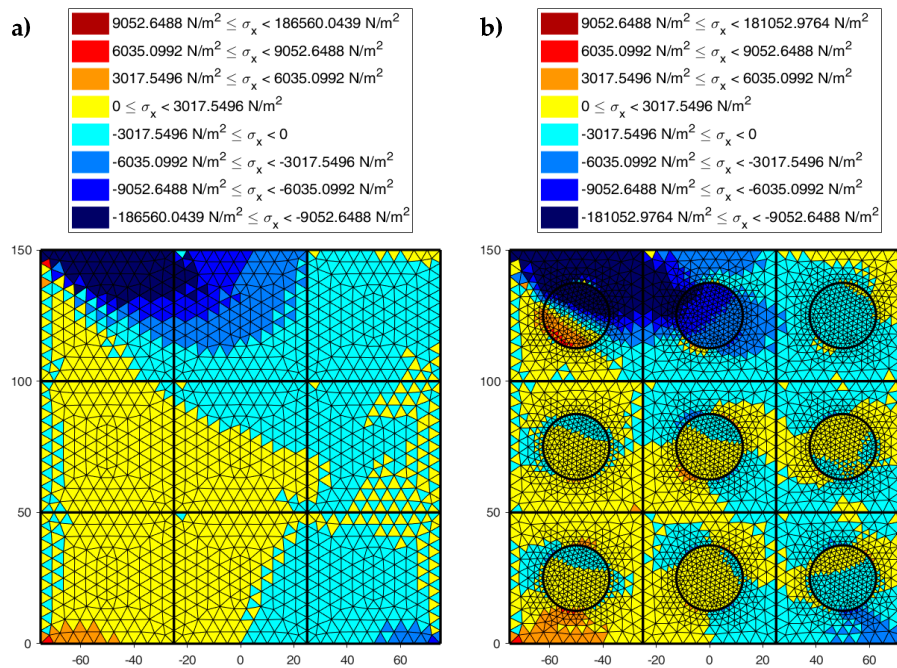 a)
9052.6488 N/m² ≤ σₓ < 186560.0439 N/m²
6035.0992 N/m² ≤ σₓ < 9052.6488 N/m²
3017.5496 N/m² ≤ σₓ < 6035.0992 N/m²
0 ≤ σₓ < 3017.5496 N/m²
-3017.5496 N/m² ≤ σₓ < 0
-6035.0992 N/m² ≤ σₓ < -3017.5496 N/m²
-9052.6488 N/m² ≤ σₓ < -6035.0992 N/m²
-186560.0439 N/m² ≤ σₓ < -9052.6488 N/m²
150
100
50
0
-60 -40 -20 0 20 40 60
b)
9052.6488 N/m² ≤ σₓ < 181052.9764 N/m²
6035.0992 N/m² ≤ σₓ < 9052.6488 N/m²
3017.5496 N/m² ≤ σₓ < 6035.0992 N/m²
0 ≤ σₓ < 3017.5496 N/m²
-3017.5496 N/m² ≤ σₓ < 0
-6035.0992 N/m² ≤ σₓ < -3017.5496 N/m²
-9052.6488 N/m² ≤ σₓ < -6035.0992 N/m²
-181052.9764 N/m² ≤ σₓ < -9052.6488 N/m²
150
100
50
0
-60 -40 -20 0 20 40 60